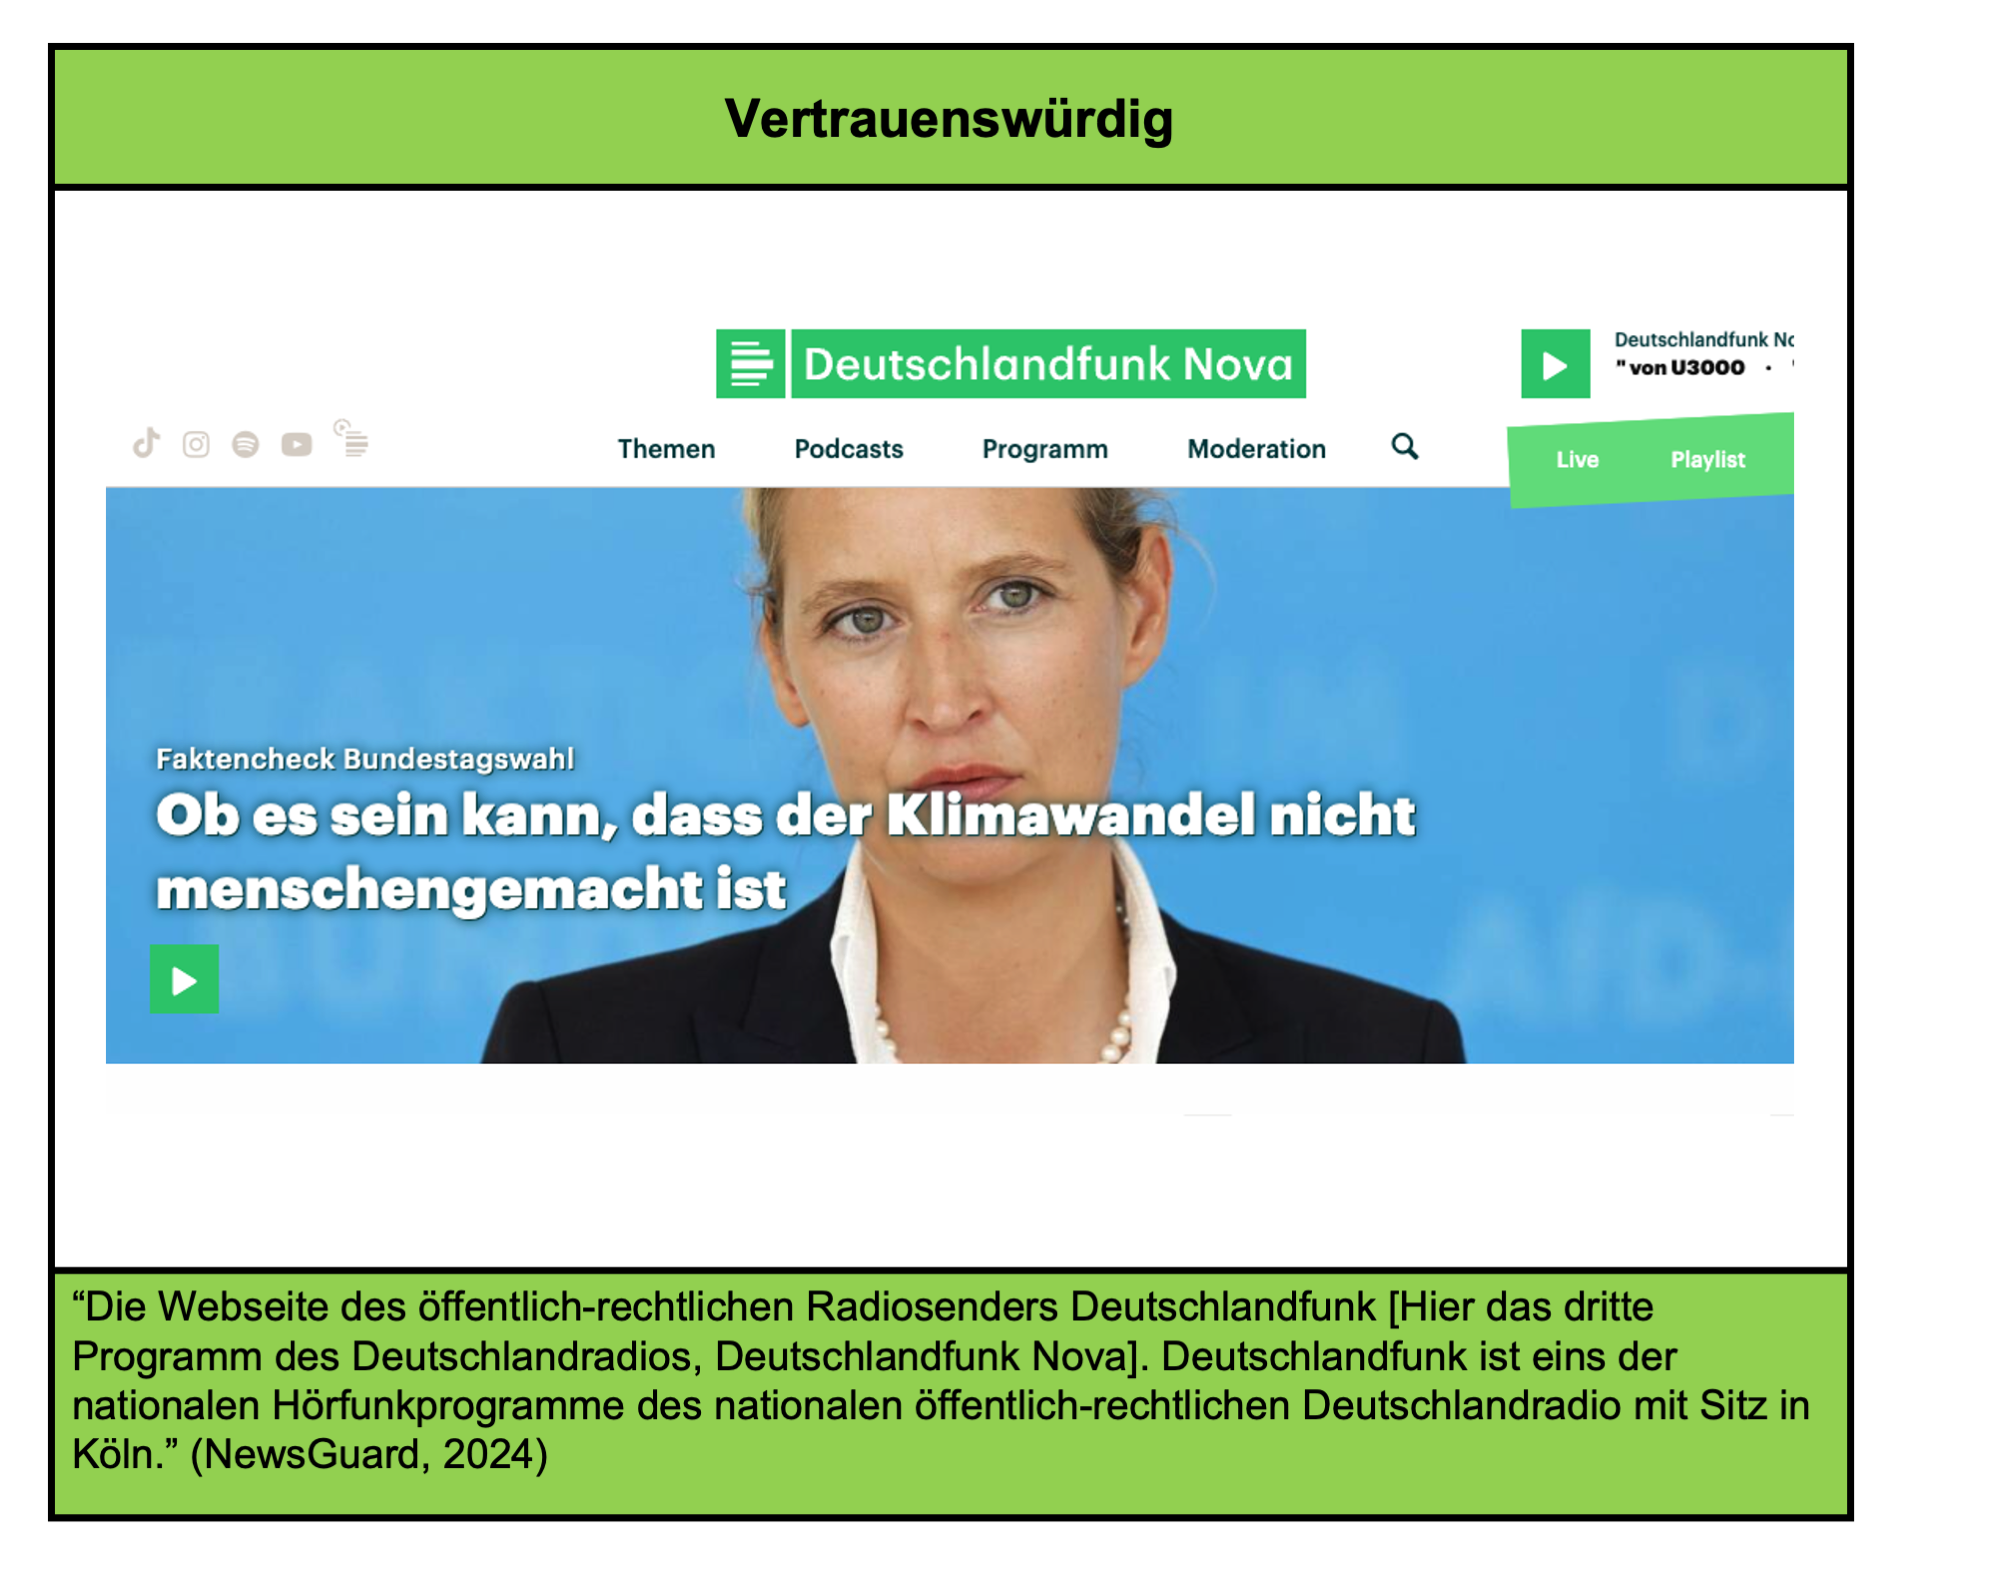 Vertrauenswürdig
Deutschlandfunk Nova
Deutschlandfunk No
" von U3000 · '
Themen Podcasts Programm Moderation
Live Playlist
Faktencheck Bundestagswahl
Ob es sein kann, dass der Klimawandel nicht
menschengemacht ist
AfD
“Die Webseite des öffentlich-rechtlichen Radiosenders Deutschlandfunk [Hier das dritte
Programm des Deutschlandradios, Deutschlandfunk Nova]. Deutschlandfunk ist eins der
nationalen Hörfunkprogramme des nationalen öffentlich-rechtlichen Deutschlandradio mit Sitz in
Köln.” (NewsGuard, 2024)